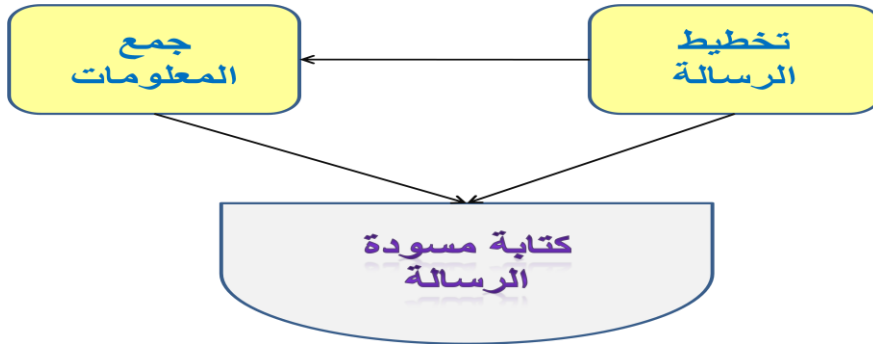 تخطيط
الرسالة
جمع
المعلومات
كتابة مسودة
الرسالة